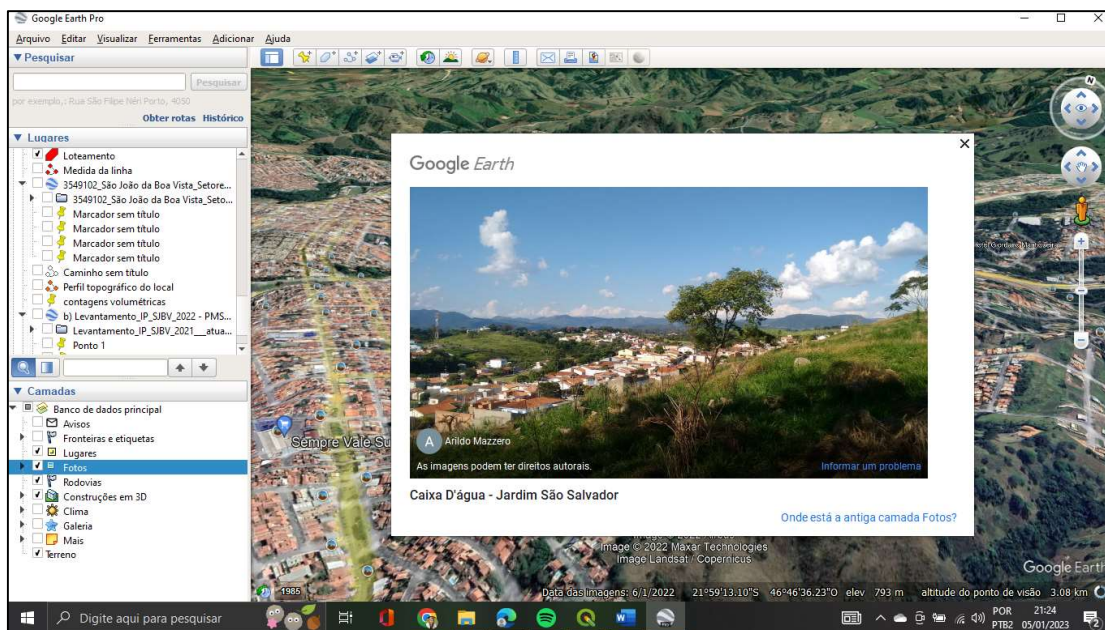 Google Earth Pro
Arquivo Editar Visualizar Ferramentas Adicionar Ajuda
Pesquisar
Pesquisar
por exemplo,: Rua São Filipe Néri Porto, 4050
Obter rotas Histórico
Lugares
Loteamento
Medida da linha
3549102_São João da Boa Vista_Setore...
3549102_São João da Boa Vista_Seto...
Marcador sem título
Marcador sem título
Marcador sem título
Marcador sem título
Caminho sem título
Perfil topográfico do local
contagens volumétricas
b) Levantamento_IP_SJBV_2022 - PMS...
Levantamento_IP_SJBV_2021__atua...
Ponto 1
Camadas
Banco de dados principal
Avisos
Fronteiras e etiquetas
Lugares
Fotos
Rodovias
Construções em 3D
Clima
Galeria
Mais
Terreno
N
Sempre Vale Su
Google Earth
A Arildo Mazzero
As imagens podem ter direitos autorais.
Informar um problema
Caixa D'água - Jardim São Salvador
Onde está a antiga camada Fotos?
Image © 2022 Maxar Technologies
Image Landsat / Copernicus
Google Earth
1985
Data das imagens: 6/1/2022 21°59'13.10"S 46°46'36.23"O elev 793 m altitude do ponto de visão 3.08 km
Digite aqui para pesquisar
POR 21:24
PTB2 05/01/2023
2